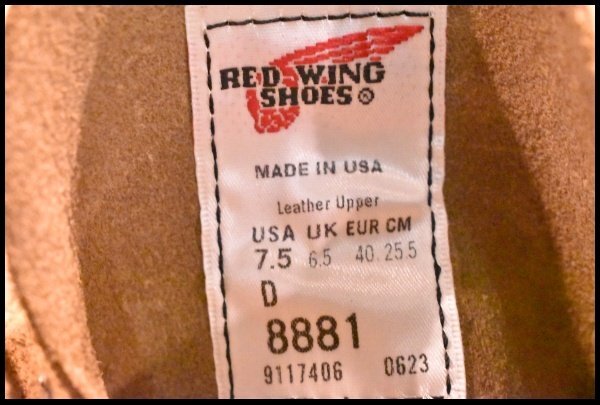 RED WING
SHOES®
MADE IN USA
Leather Upper
USA UK EUR CM
7.5 6.5 40. 25.5
D
8881
9117406 0623